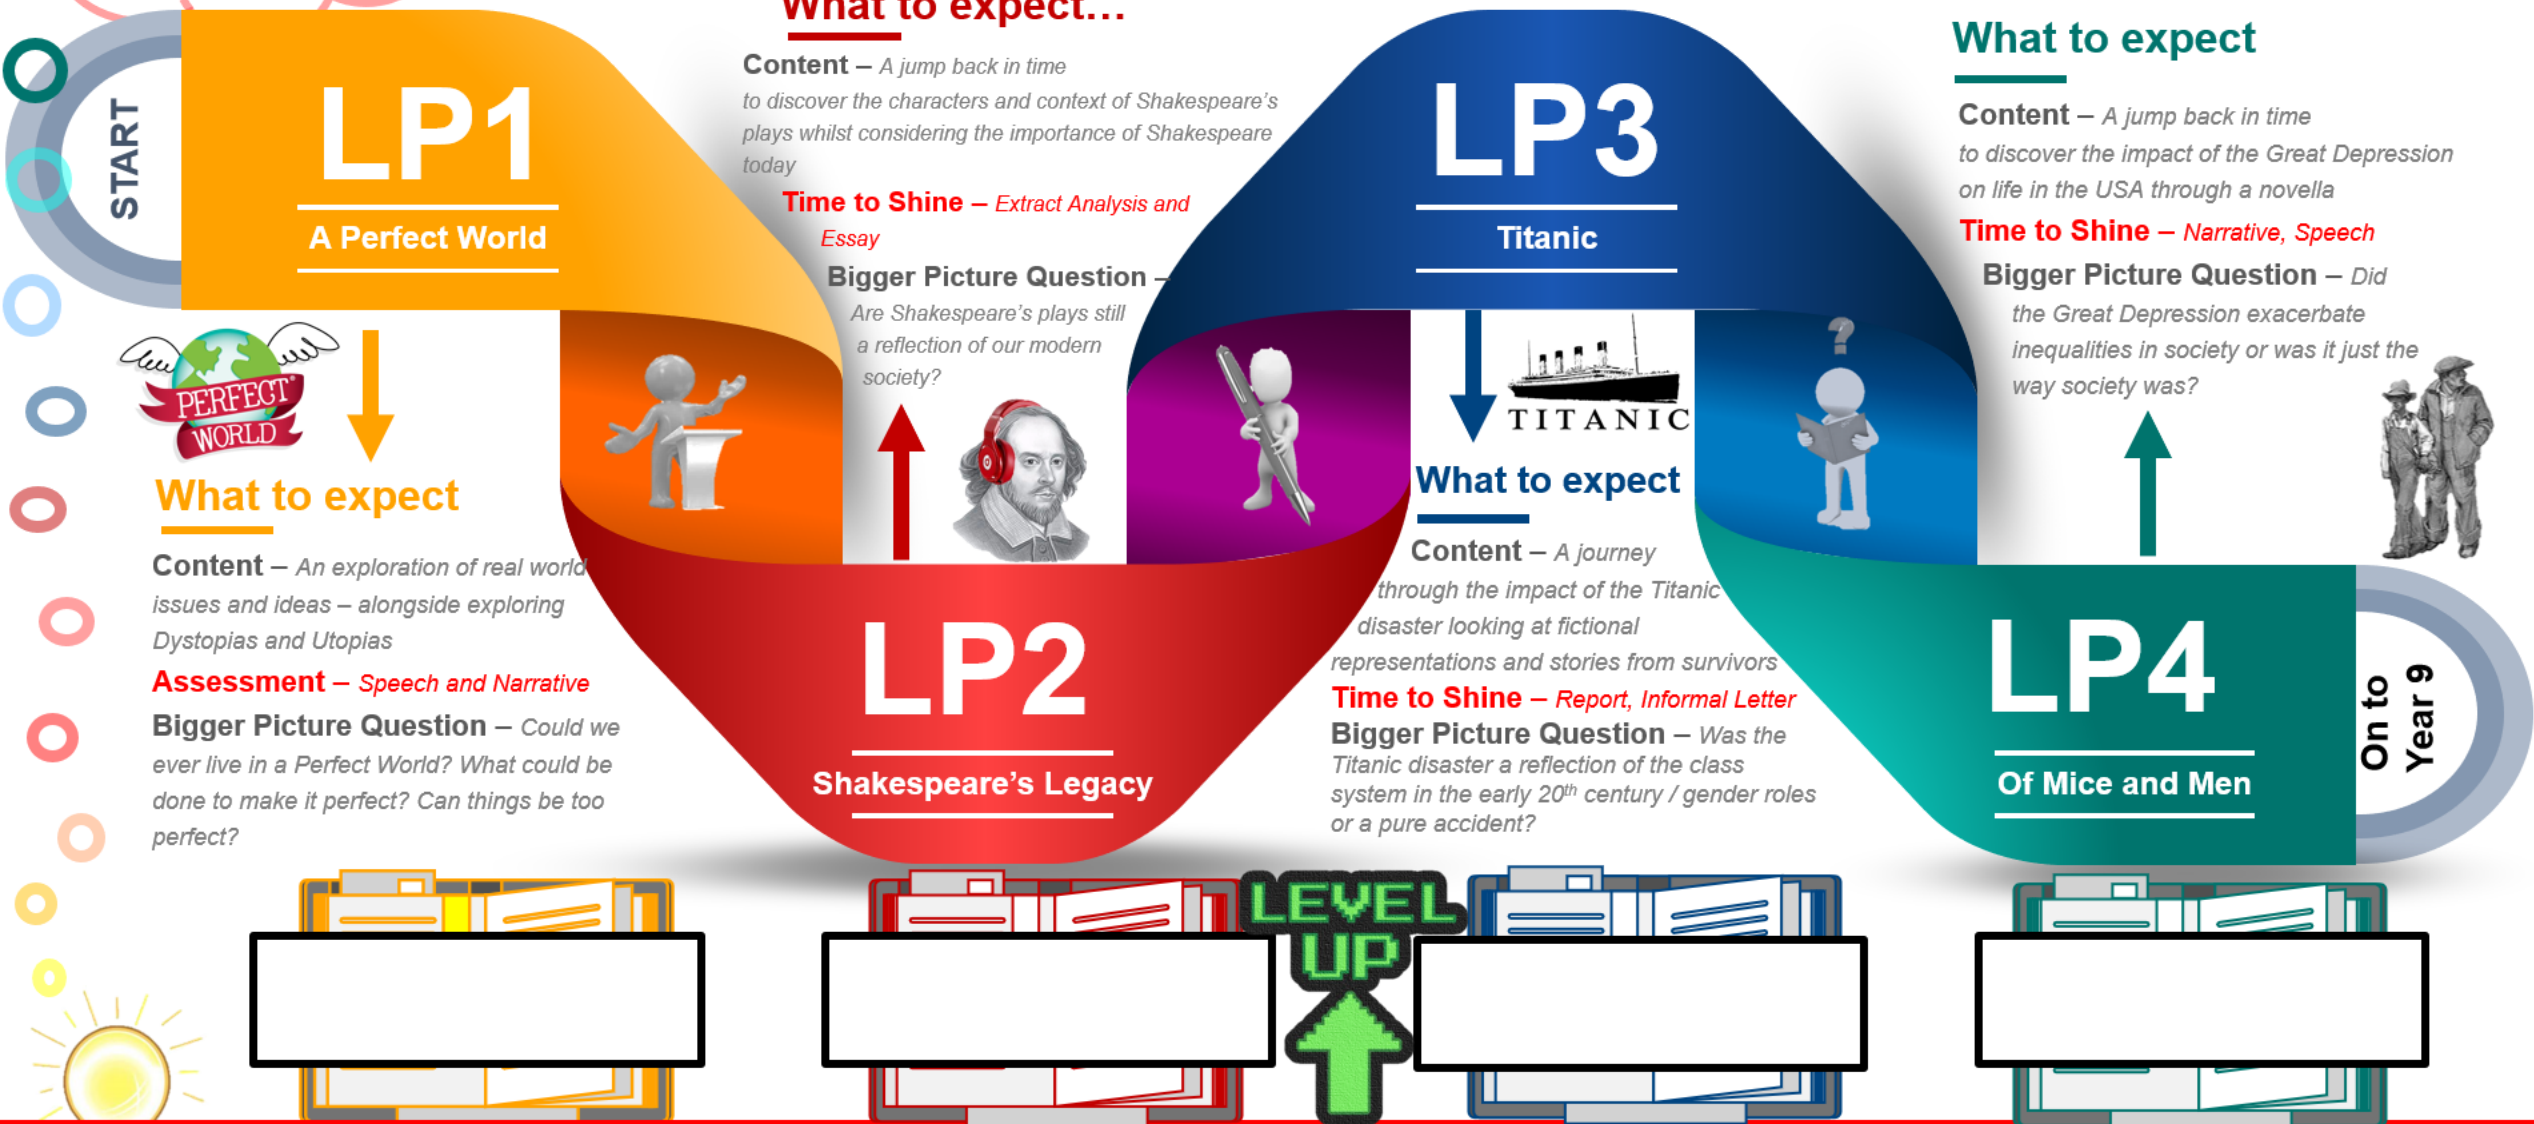 START
LP1
A Perfect World
PERFECT
WORLD
What to expect
Content – An exploration of real world
issues and ideas – alongside exploring
Dystopias and Utopias
Assessment – Speech and Narrative
Bigger Picture Question – Could we
ever live in a Perfect World? What could be
done to make it perfect? Can things be too
perfect?
What to expect…
Content – A jump back in time
to discover the characters and context of Shakespeare’s
plays whilst considering the importance of Shakespeare
today
Time to Shine – Extract Analysis and
Essay
Bigger Picture Question –
Are Shakespeare’s plays still
a reflection of our modern
society?
LP2
Shakespeare’s Legacy
LP3
Titanic
TITANIC
What to expect
Content – A journey
through the impact of the Titanic
disaster looking at fictional
representations and stories from survivors
Time to Shine – Report, Informal Letter
Bigger Picture Question – Was the
Titanic disaster a reflection of the class
system in the early 20th century / gender roles
or a pure accident?
?
What to expect
Content – A jump back in time
to discover the impact of the Great Depression
on life in the USA through a novella
Time to Shine – Narrative, Speech
Bigger Picture Question – Did
the Great Depression exacerbate
inequalities in society or was it just the
way society was?
LP4
Of Mice and Men
On to
Year 9
LEVEL
UP